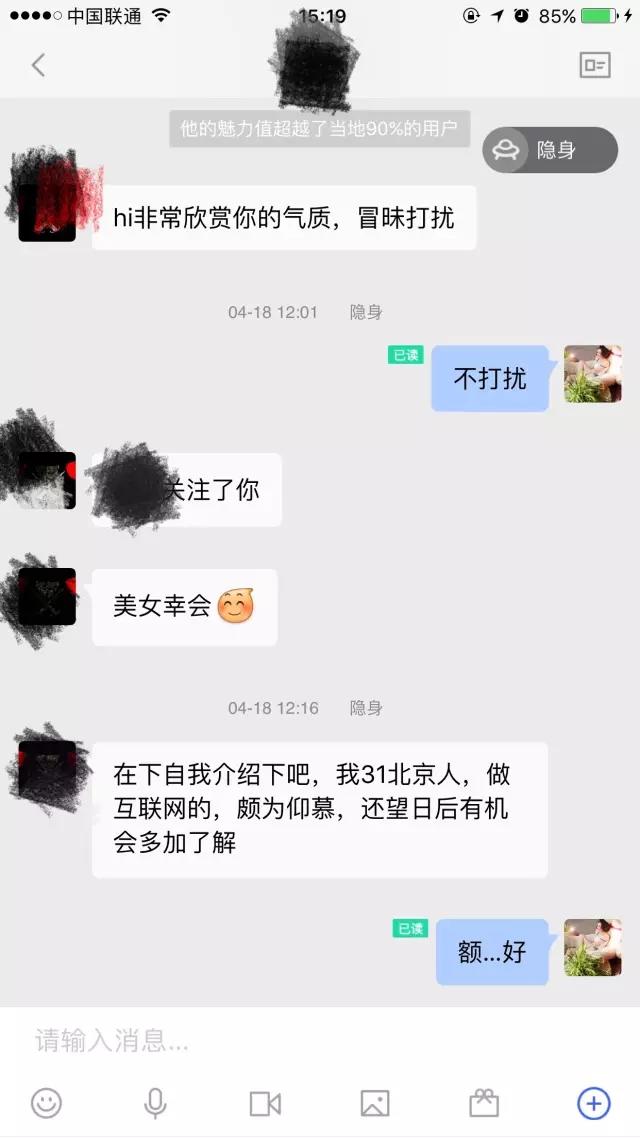 中国联通
15:19
85%
他的魅力值超越了当地90%的用户
隐身
hi非常欣赏你的气质，冒昧打扰
04-18 12:01 隐身
已读
不打扰
关注了你
美女幸会
04-18 12:16 隐身
在下自我介绍下吧，我31北京人，做
互联网的，颇为仰慕，还望日后有机
会多加了解
已读
额...好
请输入消息...